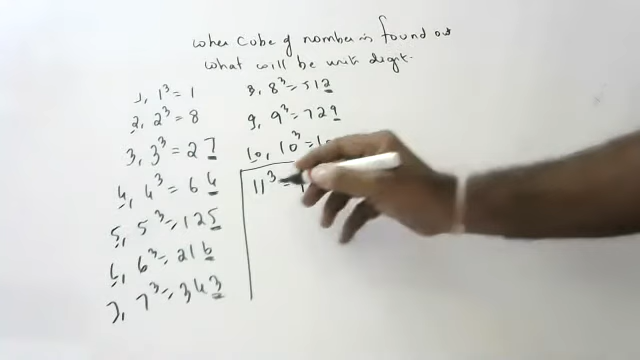 when cube of number is found out
what will be unit digit.
1, 1³ = 1
2, 2³ = 8
3, 3³ = 27
4, 4³ = 64
5, 5³ = 125
6, 6³ = 216
7, 7³ = 343
8, 8³ = 512
9, 9³ = 729
10, 10³ = 10
11³ =